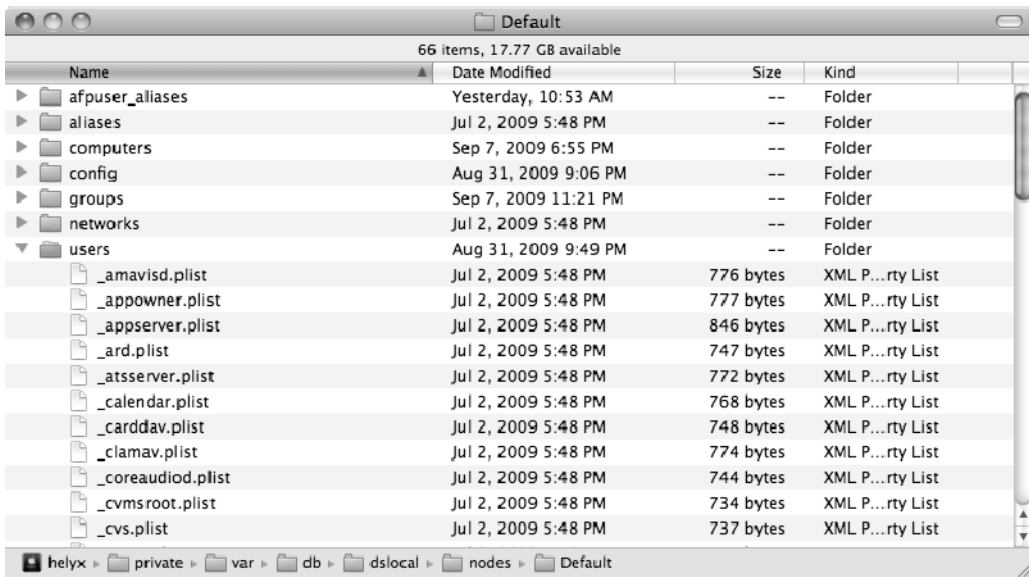 Default
66 items, 17.77 GB available
Name Date Modified Size Kind
afpuser_aliases Yesterday, 10:53 AM -- Folder
aliases Jul 2, 2009 5:48 PM -- Folder
computers Sep 7, 2009 6:55 PM -- Folder
config Aug 31, 2009 9:06 PM -- Folder
groups Sep 7, 2009 11:21 PM -- Folder
networks Jul 2, 2009 5:48 PM -- Folder
users Aug 31, 2009 9:49 PM -- Folder
_amavisd.plist Jul 2, 2009 5:48 PM 776 bytes XML P...rty List
_appowner.plist Jul 2, 2009 5:48 PM 777 bytes XML P...rty List
_appserver.plist Jul 2, 2009 5:48 PM 846 bytes XML P...rty List
_ard.plist Jul 2, 2009 5:48 PM 747 bytes XML P...rty List
_atsserver.plist Jul 2, 2009 5:48 PM 772 bytes XML P...rty List
_calendar.plist Jul 2, 2009 5:48 PM 768 bytes XML P...rty List
_carddav.plist Jul 2, 2009 5:48 PM 748 bytes XML P...rty List
_clamav.plist Jul 2, 2009 5:48 PM 774 bytes XML P...rty List
_coreaudiod.plist Jul 2, 2009 5:48 PM 744 bytes XML P...rty List
_cvmsroot.plist Jul 2, 2009 5:48 PM 734 bytes XML P...rty List
_cvs.plist Jul 2, 2009 5:48 PM 737 bytes XML P...rty List
helyx private var db dslocal nodes Default